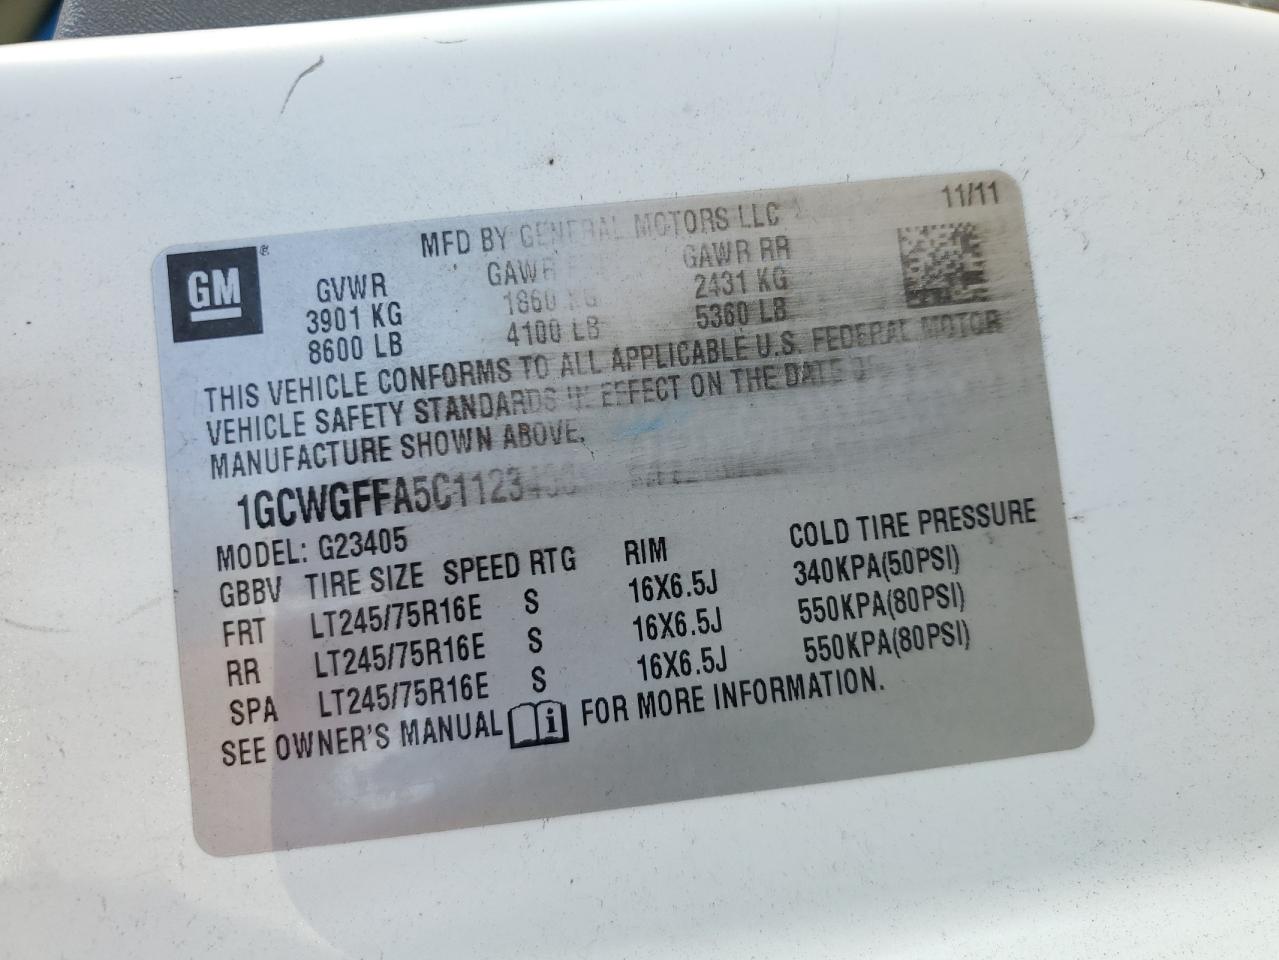 11/11
MFD BY GENERAL MOTORS LLC
GM ®
GVWR GAWR GAWR RR
3901 KG 1860 KG 2431 KG
8600 LB 4100 LB 5360 LB
THIS VEHICLE CONFORMS TO ALL APPLICABLE U.S. FEDERAL MOTOR
VEHICLE SAFETY STANDARDS IN EFFECT ON THE DATE
MANUFACTURE SHOWN ABOVE.
MODEL: G23405
GBBV TIRE SIZE SPEED RTG RIM COLD TIRE PRESSURE
FRT LT245/75R16E S 16X6.5J 340KPA(50PSI)
RR LT245/75R16E S 16X6.5J 550KPA(80PSI)
SPA LT245/75R16E S 16X6.5J 550KPA(80PSI)
SEE OWNER'S MANUAL i FOR MORE INFORMATION.